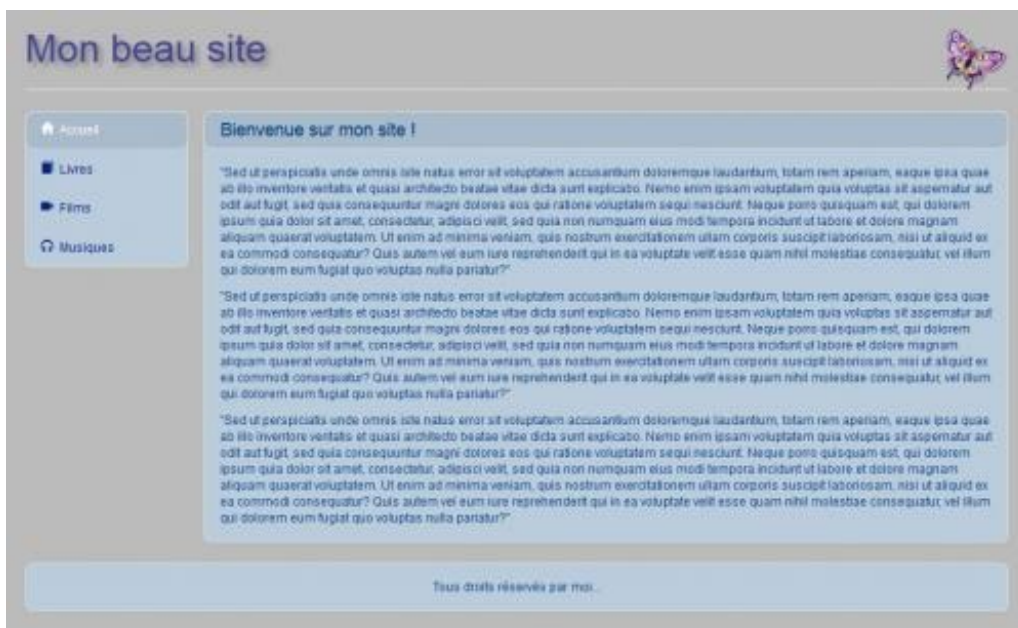 Mon beau site
Accueil
Livres
Films
Musiques
Bienvenue sur mon site !
"Sed ut perspiciatis unde omnis iste natus error sit voluptatem accusantium doloremque laudantium, totam rem aperiam, eaque ipsa quae
ab illo inventore veritatis et quasi architecto beatae vitae dicta sunt explicabo. Nemo enim ipsam voluptatem quia voluptas sit aspernatur aut
odit aut fugit, sed quia consequuntur magni dolores eos qui ratione voluptatem sequi nesciunt. Neque porro quisquam est, qui dolorem
ipsum quia dolor sit amet, consectetur, adipisci velit, sed quia non numquam eius modi tempora incidunt ut labore et dolore magnam
aliquam quaerat voluptatem. Ut enim ad minima veniam, quis nostrum exercitationem ullam corporis suscipit laboriosam, nisi ut aliquid ex
ea commodi consequatur? Quis autem vel eum iure reprehenderit qui in ea voluptate velit esse quam nihil molestiae consequatur, vel illum
qui dolorem eum fugiat quo voluptas nulla pariatur?"
"Sed ut perspiciatis unde omnis iste natus error sit voluptatem accusantium doloremque laudantium, totam rem aperiam, eaque ipsa quae
ab illo inventore veritatis et quasi architecto beatae vitae dicta sunt explicabo. Nemo enim ipsam voluptatem quia voluptas sit aspernatur aut
odit aut fugit, sed quia consequuntur magni dolores eos qui ratione voluptatem sequi nesciunt. Neque porro quisquam est, qui dolorem
ipsum quia dolor sit amet, consectetur, adipisci velit, sed quia non numquam eius modi tempora incidunt ut labore et dolore magnam
aliquam quaerat voluptatem. Ut enim ad minima veniam, quis nostrum exercitationem ullam corporis suscipit laboriosam, nisi ut aliquid ex
ea commodi consequatur? Quis autem vel eum iure reprehenderit qui in ea voluptate velit esse quam nihil molestiae consequatur, vel illum
qui dolorem eum fugiat quo voluptas nulla pariatur?"
"Sed ut perspiciatis unde omnis iste natus error sit voluptatem accusantium doloremque laudantium, totam rem aperiam, eaque ipsa quae
ab illo inventore veritatis et quasi architecto beatae vitae dicta sunt explicabo. Nemo enim ipsam voluptatem quia voluptas sit aspernatur aut
odit aut fugit, sed quia consequuntur magni dolores eos qui ratione voluptatem sequi nesciunt. Neque porro quisquam est, qui dolorem
ipsum quia dolor sit amet, consectetur, adipisci velit, sed quia non numquam eius modi tempora incidunt ut labore et dolore magnam
aliquam quaerat voluptatem. Ut enim ad minima veniam, quis nostrum exercitationem ullam corporis suscipit laboriosam, nisi ut aliquid ex
ea commodi consequatur? Quis autem vel eum iure reprehenderit qui in ea voluptate velit esse quam nihil molestiae consequatur, vel illum
qui dolorem eum fugiat quo voluptas nulla pariatur?"
Tous droits réservés par moi...